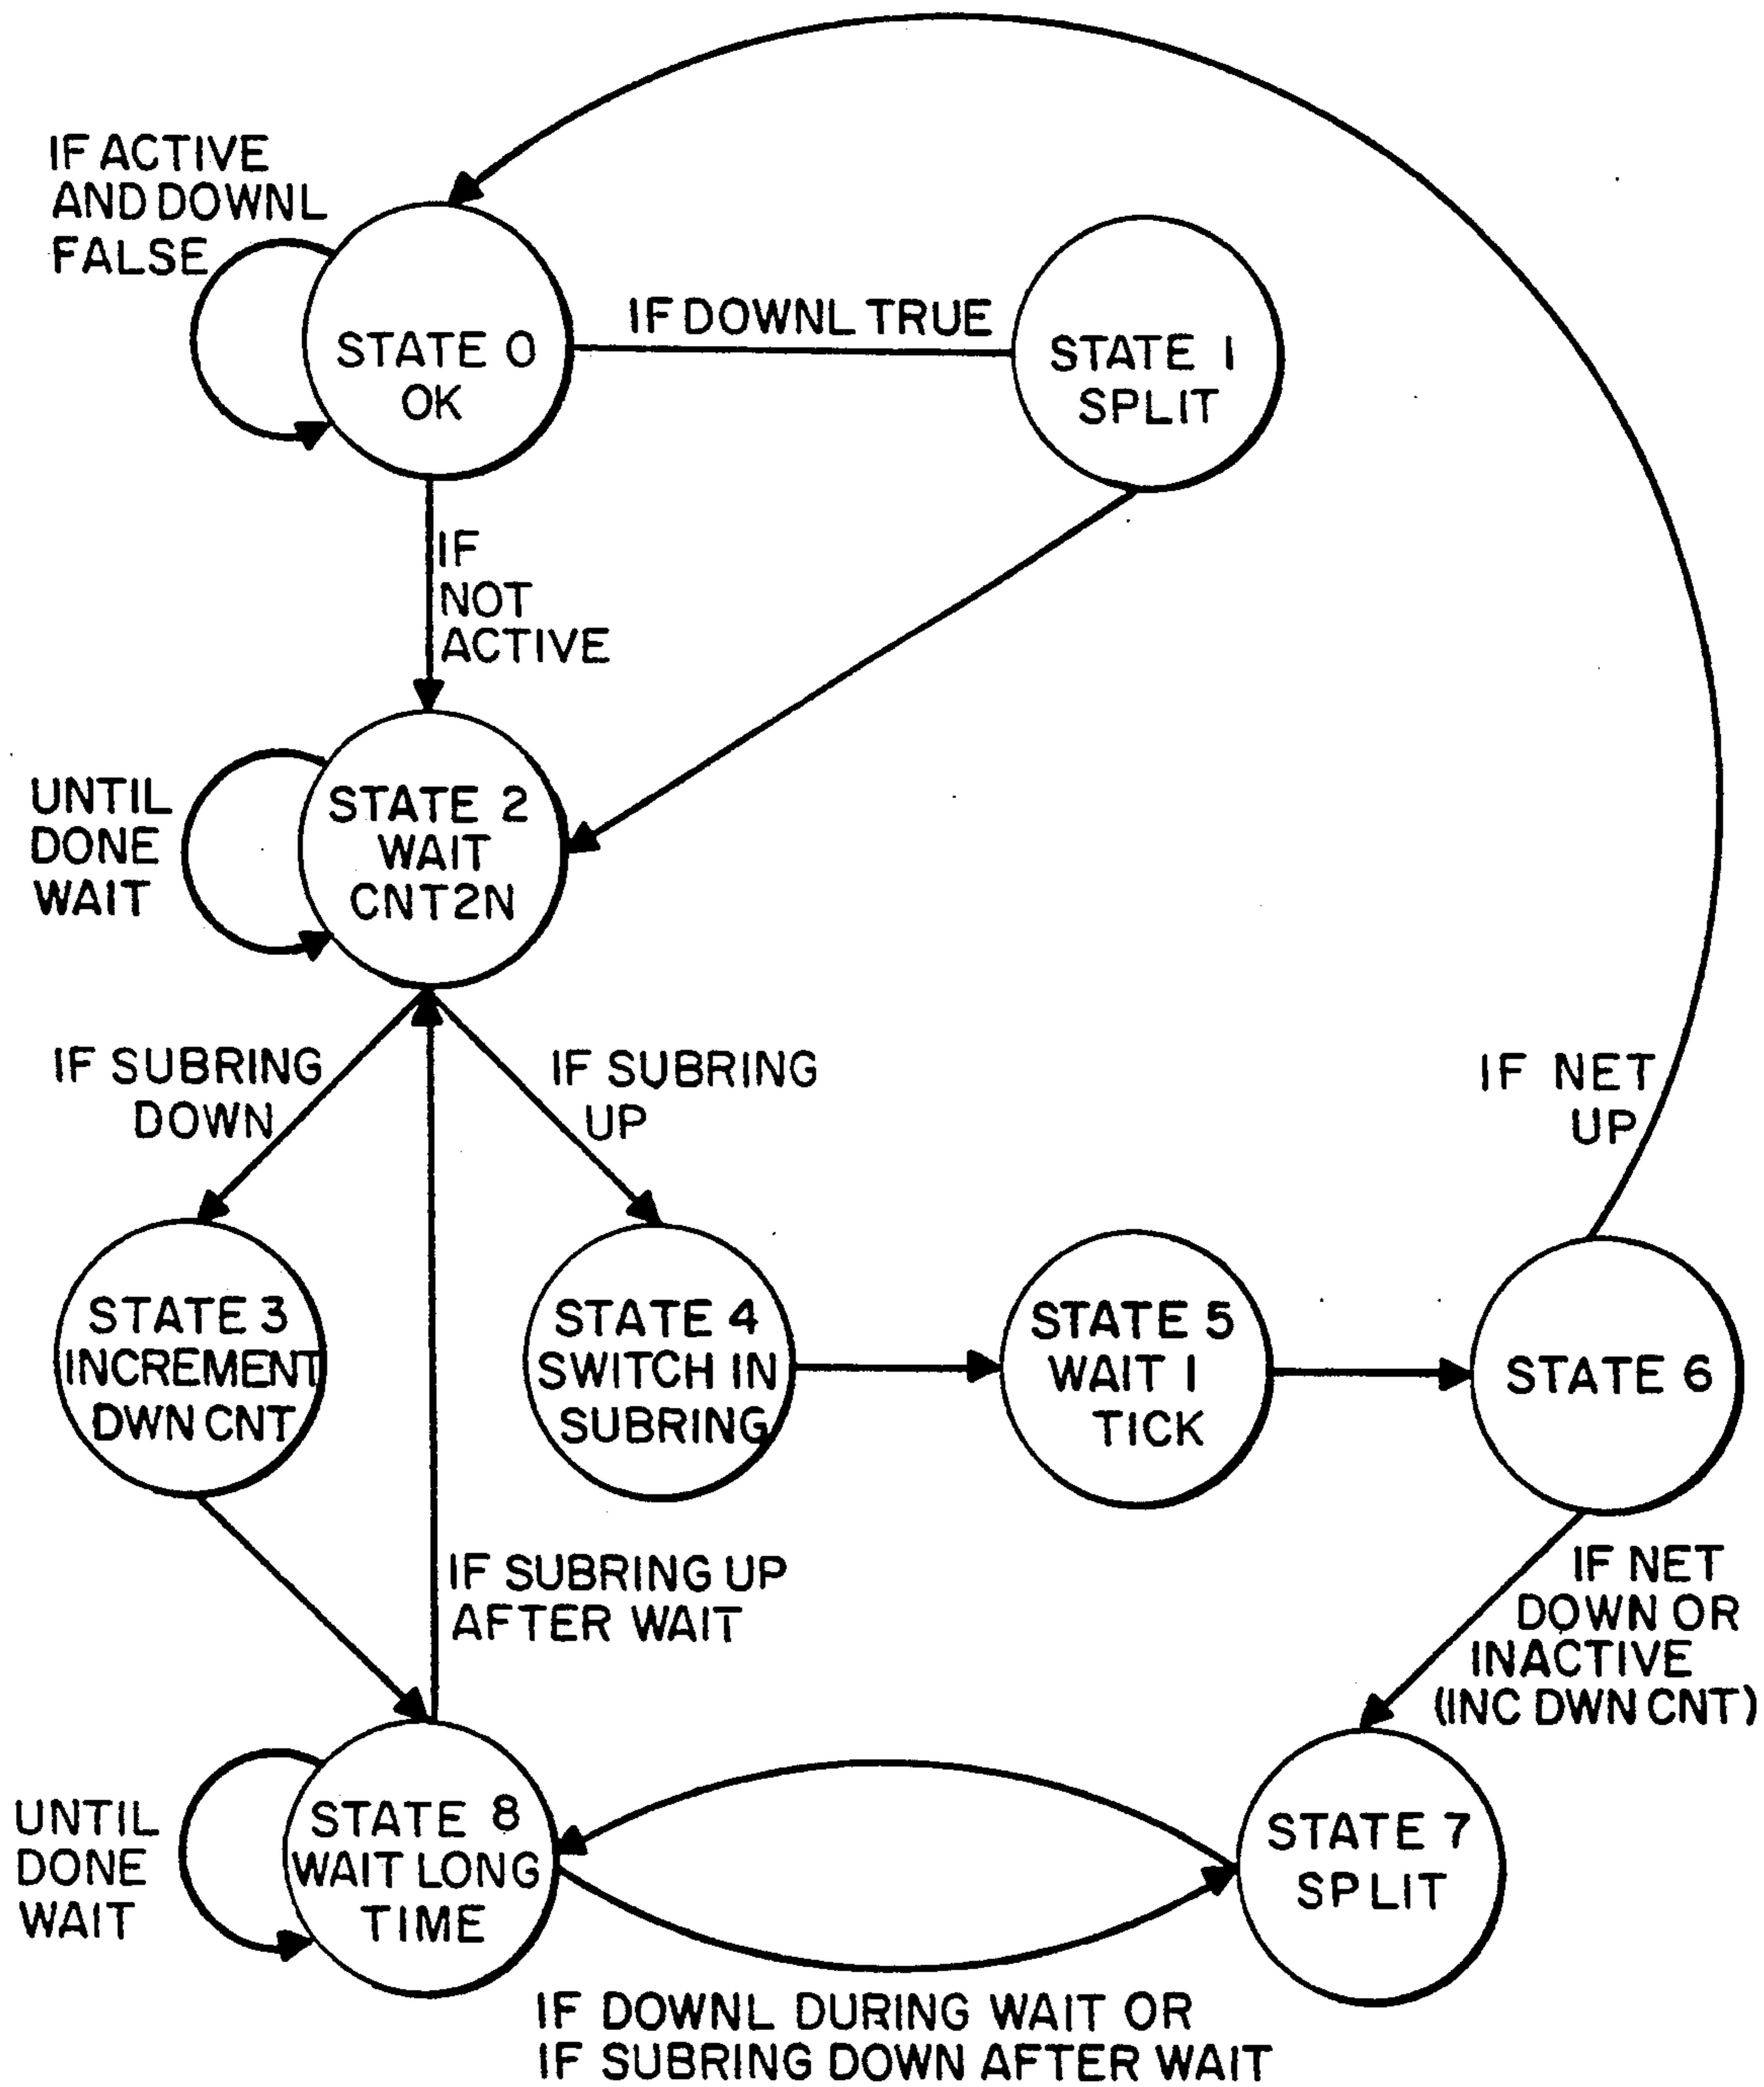 IF ACTIVE
AND DOWNL
FALSE
STATE 0
OK
IF DOWNL TRUE
STATE 1
SPLIT
IF
NOT
ACTIVE
UNTIL
DONE
WAIT
STATE 2
WAIT
CNT2N
IF SUBRING
DOWN
IF SUBRING
UP
IF NET
UP
STATE 3
INCREMENT
DWN CNT
STATE 4
SWITCH IN
SUBRING
STATE 5
WAIT 1
TICK
STATE 6
IF SUBRING UP
AFTER WAIT
IF NET
DOWN OR
INACTIVE
(INC DWN CNT)
UNTIL
DONE
WAIT
STATE 8
WAIT LONG
TIME
STATE 7
SPLIT
IF DOWNL DURING WAIT OR
IF SUBRING DOWN AFTER WAIT